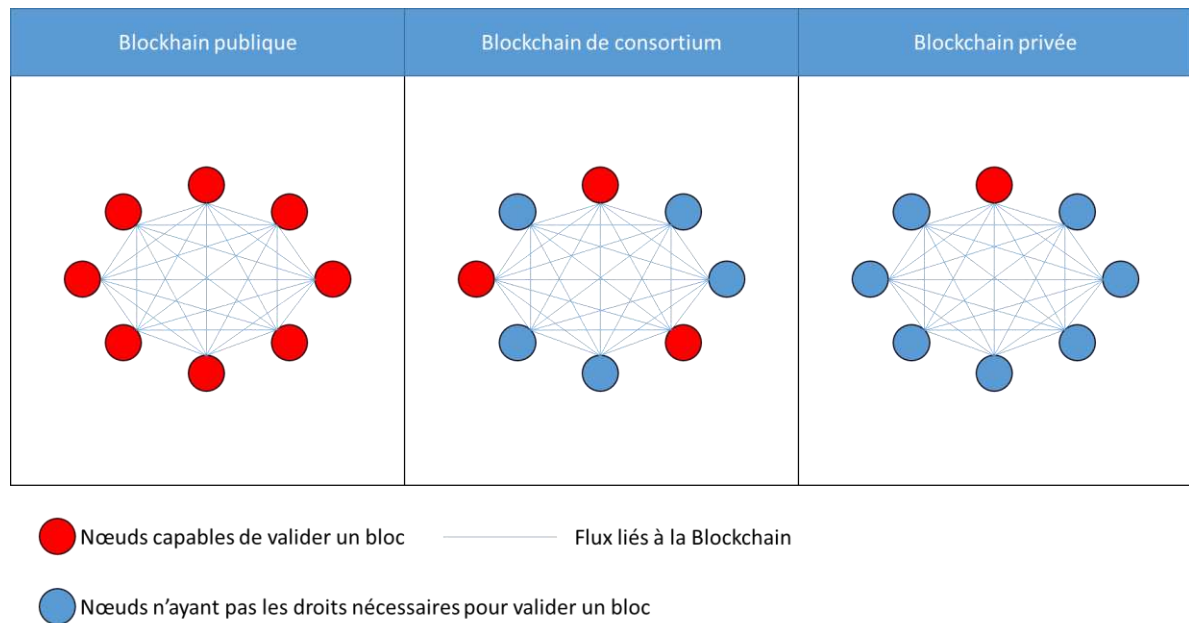 Blockhain publique
Blockchain de consortium
Blockchain privée
Nœuds capables de valider un bloc
Flux liés à la Blockchain
Nœuds n'ayant pas les droits nécessaires pour valider un bloc